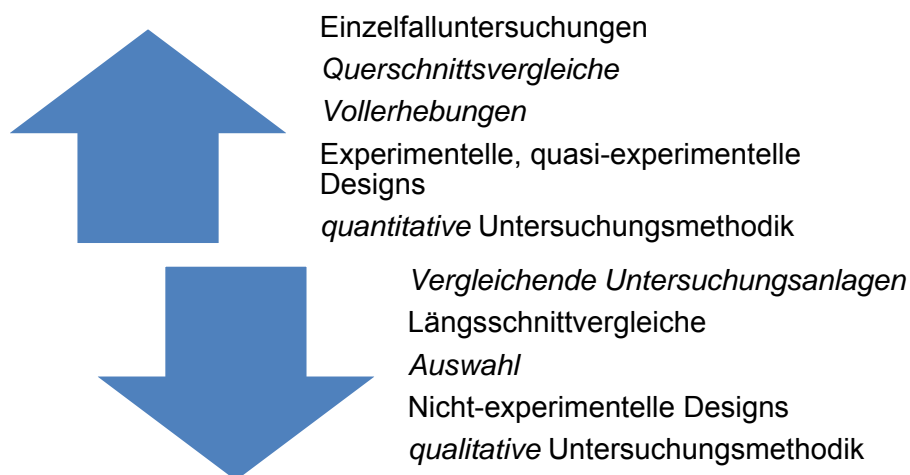 Einzelfalluntersuchungen
Querschnittsvergleiche
Vollerhebungen
Experimentelle, quasi-experimentelle
Designs
quantitative Untersuchungsmethodik
Vergleichende Untersuchungsanlagen
Längsschnittvergleiche
Auswahl
Nicht-experimentelle Designs
qualitative Untersuchungsmethodik